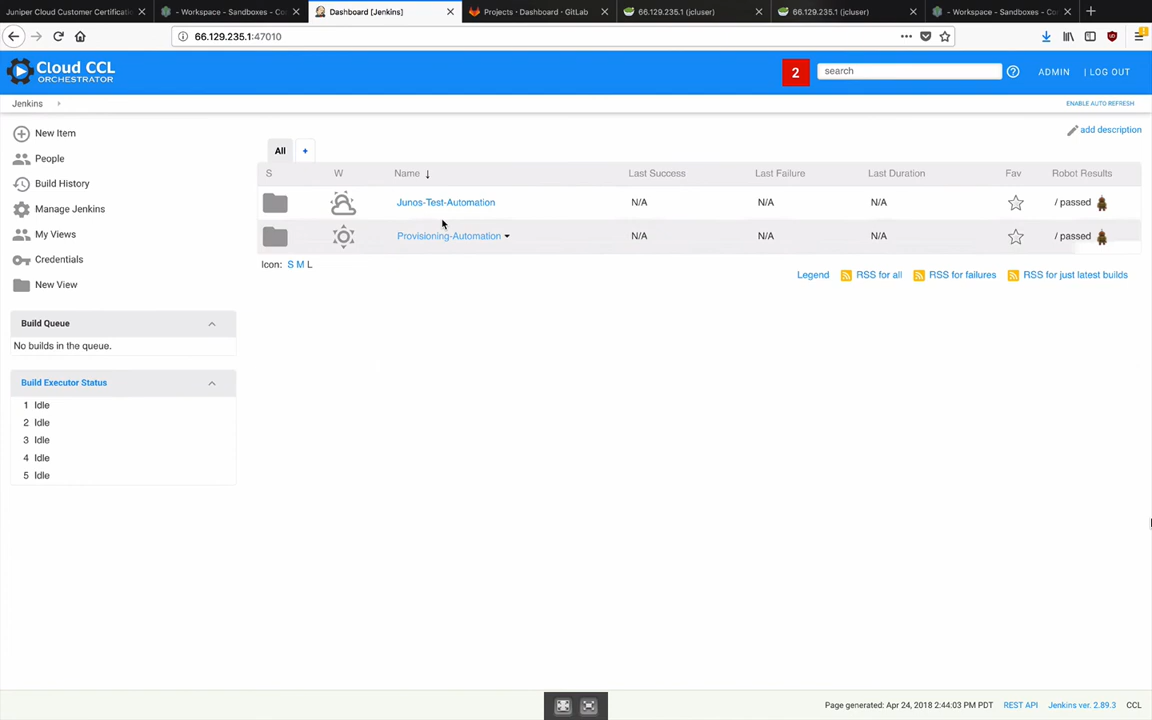 Juniper Cloud Customer Certificati
- Workspace - Sandboxes - Co
Dashboard [Jenkins]
Projects · Dashboard · GitLab
66.129.235.1 (jcluser)
66.129.235.1 (jcluser)
- Workspace - Sandboxes - Co
66.129.235.1:47010
Cloud CCL
ORCHESTRATOR
2
search
ADMIN
| LOG OUT
Jenkins
ENABLE AUTO REFRESH
New Item
People
Build History
Manage Jenkins
My Views
Credentials
New View
add description
All
+
S W Name ↓ Last Success Last Failure Last Duration Fav Robot Results
Junos-Test-Automation N/A N/A N/A / passed
Provisioning-Automation N/A N/A N/A / passed
Icon: S M L
Legend RSS for all RSS for failures RSS for just latest builds
Build Queue
No builds in the queue.
Build Executor Status
1 Idle
2 Idle
3 Idle
4 Idle
5 Idle
Page generated: Apr 24, 2018 2:44:03 PM PDT REST API Jenkins ver. 2.89.3 CCL